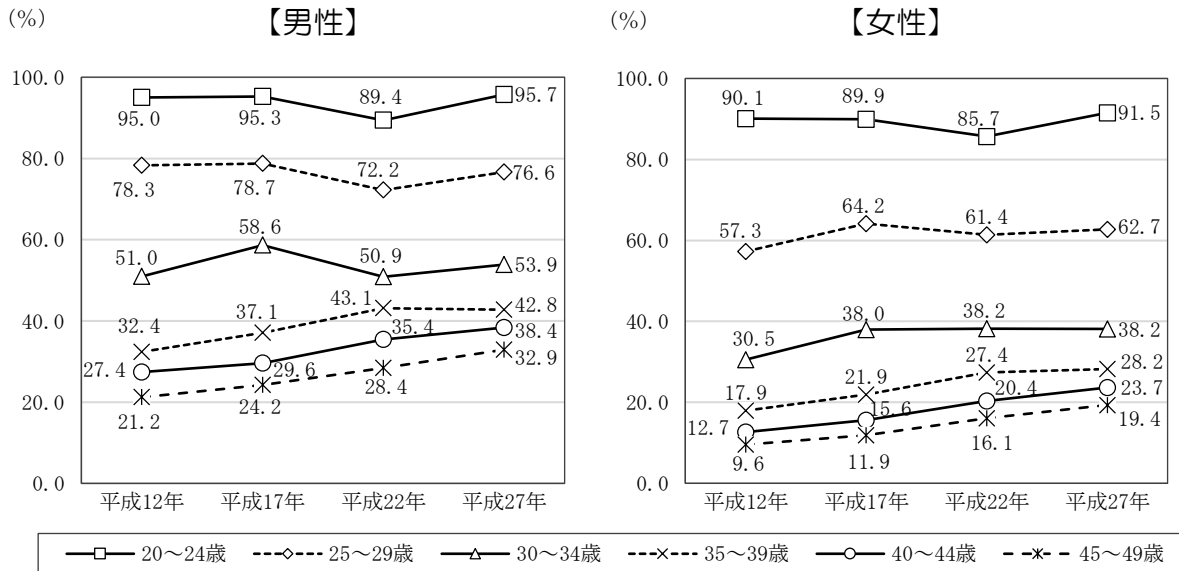 (%) 【男性】
100.0
80.0
60.0
40.0
20.0
0.0
95.0 95.3 89.4 95.7
78.3 78.7 72.2 76.6
51.0 58.6 50.9 53.9
32.4 37.1 43.1 42.8
27.4 29.6 35.4 38.4
21.2 24.2 28.4 32.9
平成12年 平成17年 平成22年 平成27年
(%) 【女性】
100.0
80.0
60.0
40.0
20.0
0.0
90.1 89.9 85.7 91.5
57.3 64.2 61.4 62.7
30.5 38.0 38.2 38.2
17.9 21.9 27.4 28.2
12.7 15.6 20.4 23.7
9.6 11.9 16.1 19.4
平成12年 平成17年 平成22年 平成27年
20～24歳 25～29歳 30～34歳 35～39歳 40～44歳 45～49歳